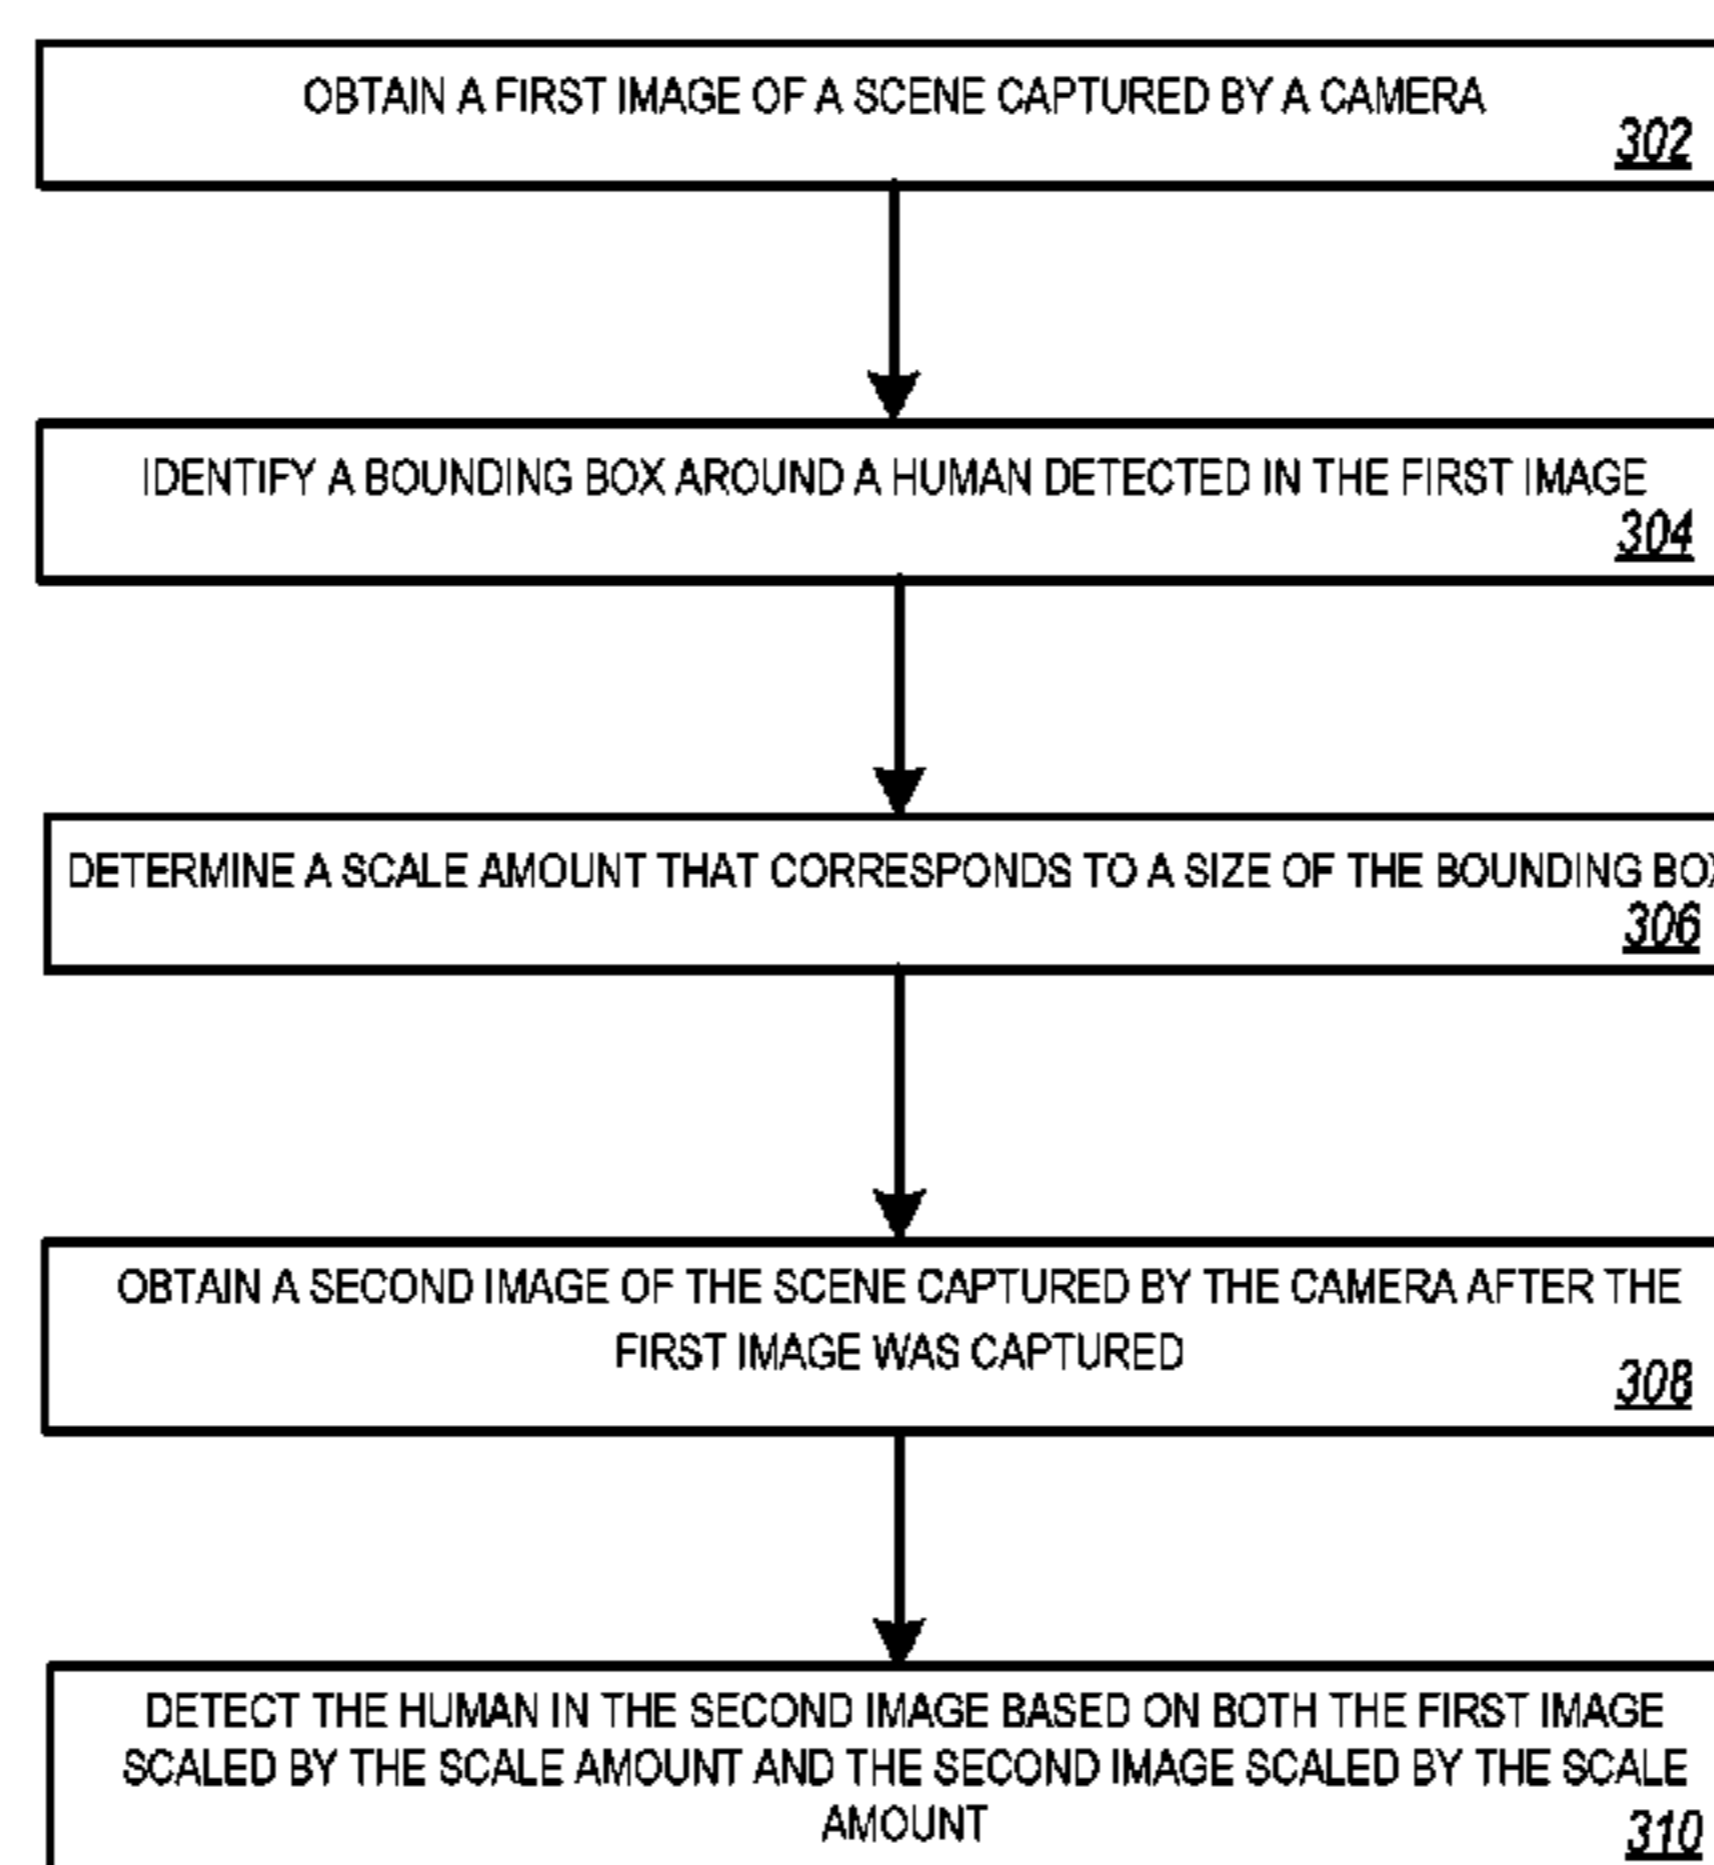 OBTAIN A FIRST IMAGE OF A SCENE CAPTURED BY A CAMERA
302
IDENTIFY A BOUNDING BOX AROUND A HUMAN DETECTED IN THE FIRST IMAGE
304
DETERMINE A SCALE AMOUNT THAT CORRESPONDS TO A SIZE OF THE BOUNDING BOX
306
OBTAIN A SECOND IMAGE OF THE SCENE CAPTURED BY THE CAMERA AFTER THE
FIRST IMAGE WAS CAPTURED
308
DETECT THE HUMAN IN THE SECOND IMAGE BASED ON BOTH THE FIRST IMAGE
SCALED BY THE SCALE AMOUNT AND THE SECOND IMAGE SCALED BY THE SCALE
AMOUNT
310